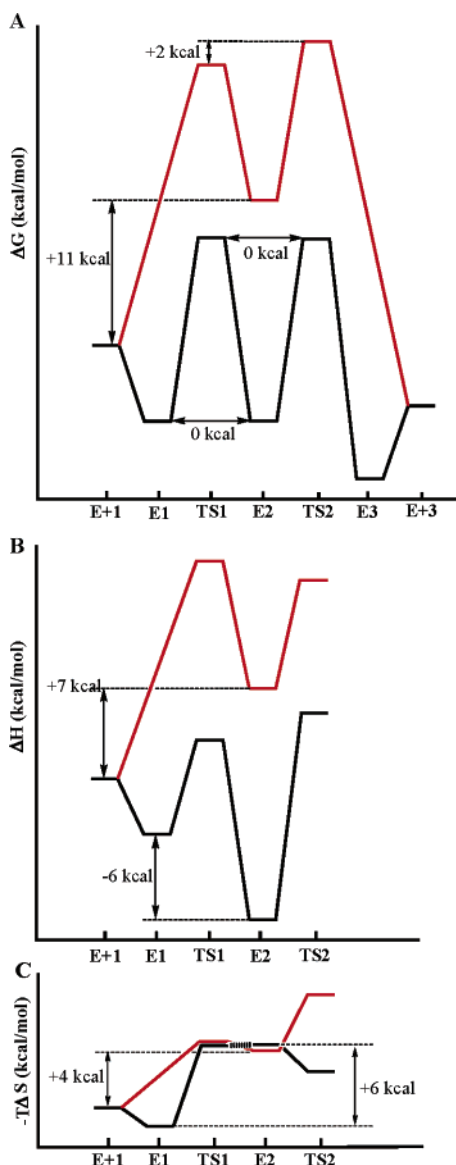 A
+2 kcal
ΔG (kcal/mol)
+11 kcal
0 kcal
0 kcal
E+1 E1 TS1 E2 TS2 E3 E+3
B
ΔH (kcal/mol)
+7 kcal
-6 kcal
E+1 E1 TS1 E2 TS2
C
-TΔS (kcal/mol)
+4 kcal
+6 kcal
E+1 E1 TS1 E2 TS2